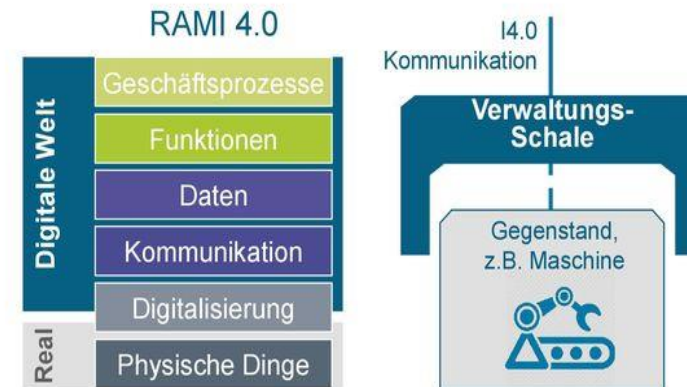 RAMI 4.0
Digitale Welt
Geschäftsprozesse
Funktionen
Daten
Kommunikation
Digitalisierung
Real
Physische Dinge
I4.0
Kommunikation
Verwaltungs-
Schale
Gegenstand,
z.B. Maschine